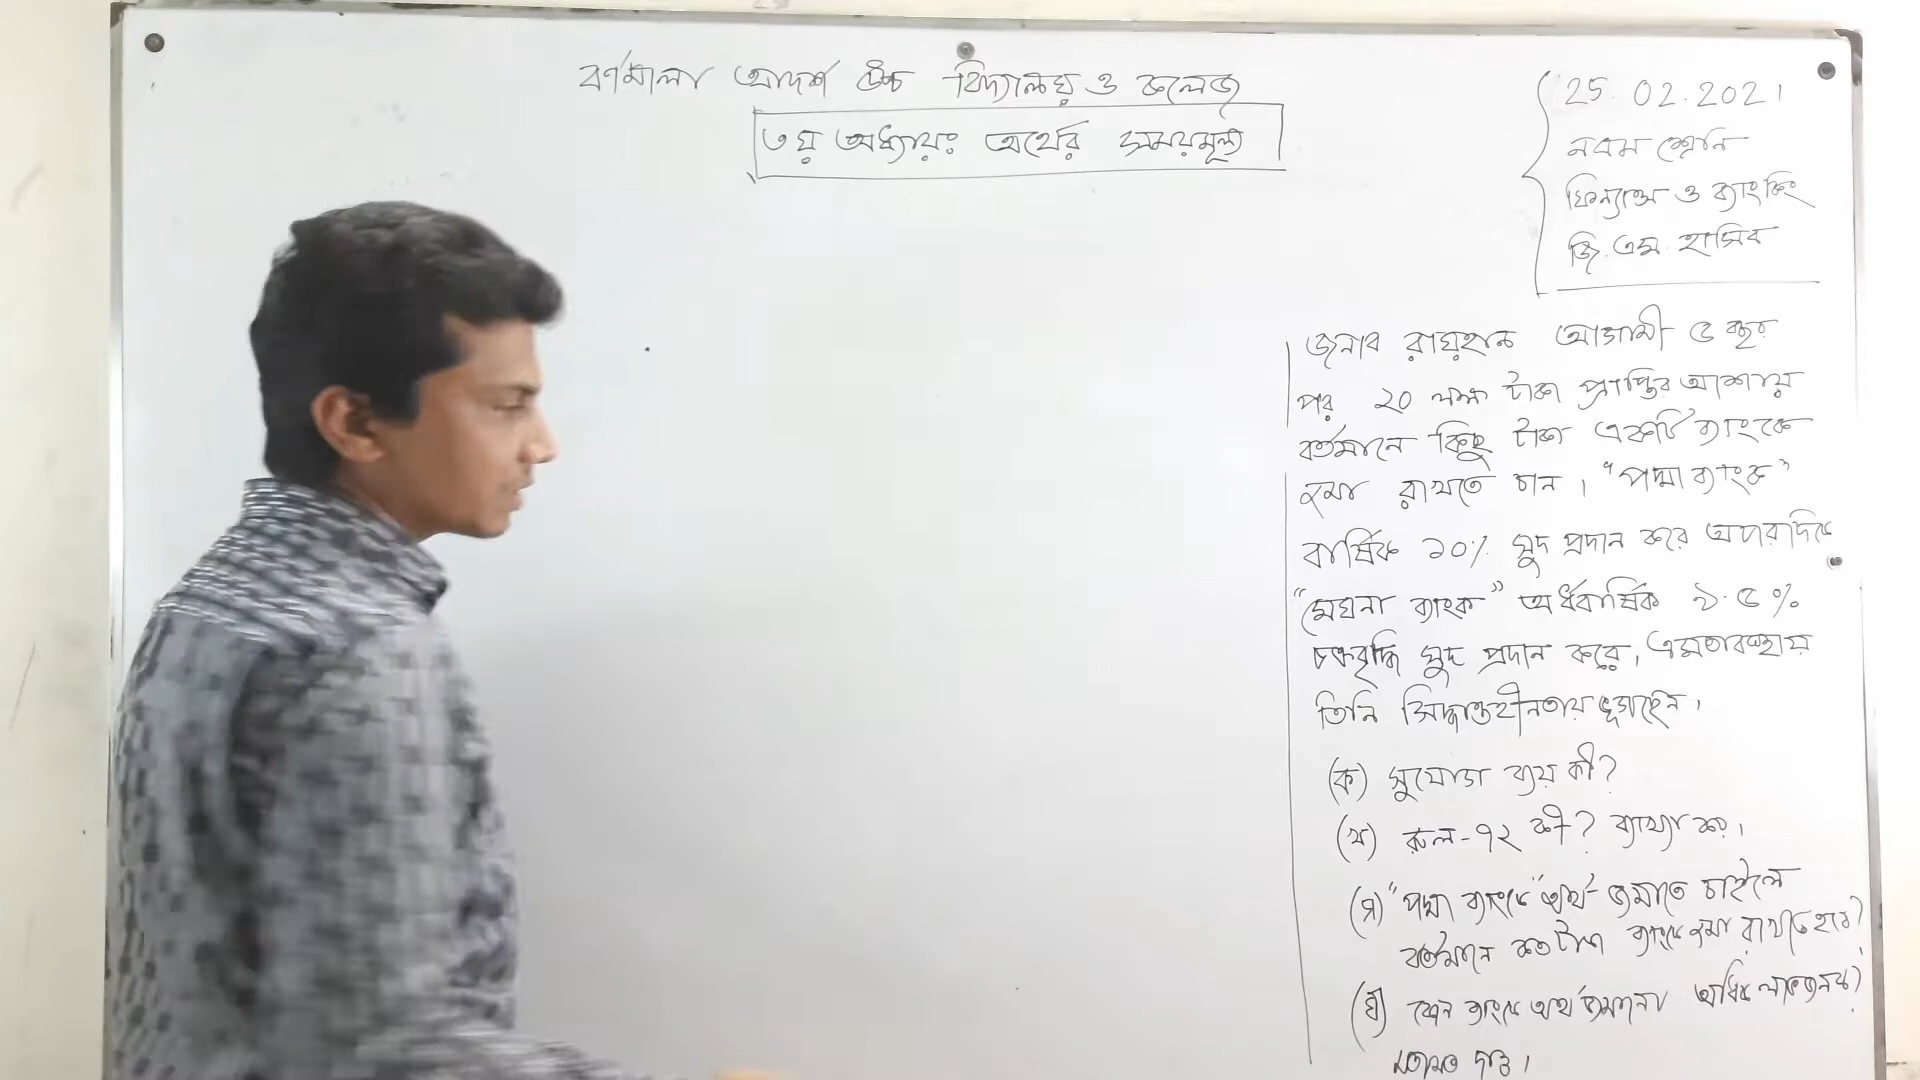 বর্ণমালা আদর্শ উচ্চ বিদ্যালয় ও কলেজ
৩য় অধ্যায়ঃ অর্থের সময়মূল্য
25.02.2021
নবম শ্রেনি
ফিন্যান্স ও ব্যাংকিং
জি.এম. হাসিব
জনাব রায়হান আগামী ৫ বছর
পর ২০ লক্ষ টাকা প্রাপ্তির আশায়
বর্তমানে কিছু টাকা একটি ব্যাংকে
জমা রাখতে চান। "পদ্মা ব্যাংক"
বার্ষিক ১০% সুদ প্রদান করে অপরদিকে
"মেঘনা ব্যাংক" অর্ধবার্ষিক ৯.৫%
চক্রবৃদ্ধি সুদ প্রদান করে, এমতাবস্থায়
তিনি সিদ্ধান্তহীনতায় ভূগছেন।
(ক) সুযোগ ব্যয় কী?
(খ) রুল-৭২ কী? ব্যাখ্যা কর।
(গ) "পদ্মা ব্যাংকে" অর্থ জমাতে চাইলে
বর্তমানে কত টাকা ব্যাংকে জমা রাখতে হবে?
(ঘ) কোন ব্যাংকে অর্থ জমানো অধিক লাভজনক?
মতামত দাও।